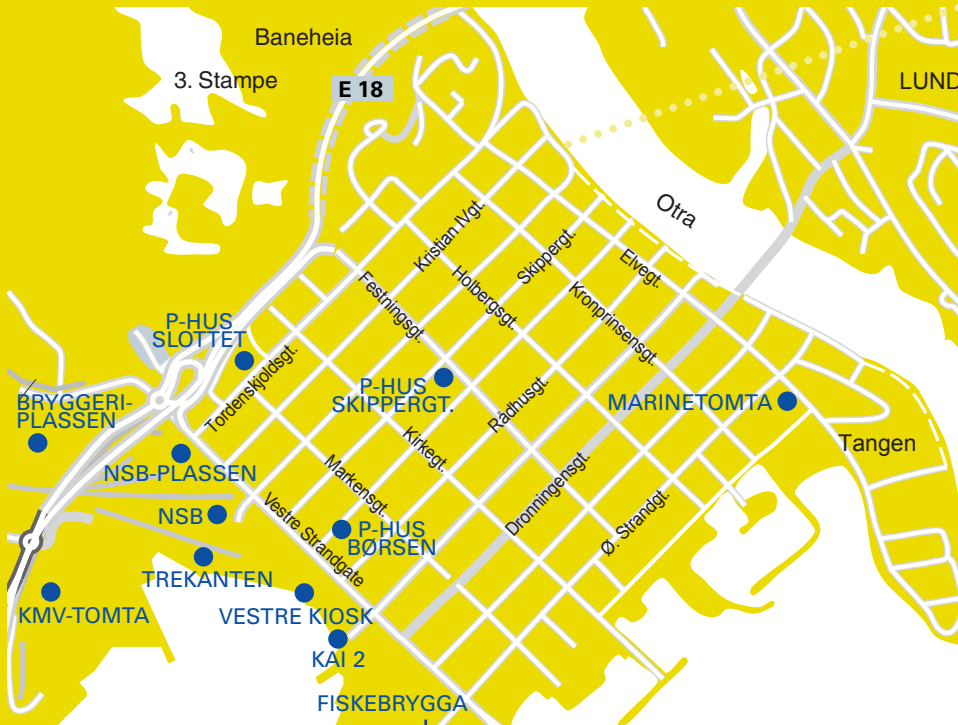 Baneheia
3. Stampe
E 18
LUND
Otra
Kristian IVgt.
Skippergt.
Elvegt.
Festningsgt.
Holbergsgt.
Kronprinsensgt.
P-HUS
SLOTTET
Tordenskjoldsgt.
P-HUS
SKIPPERGT.
Rådhusgt.
MARINETOMTA
BRYGGERI-
PLASSEN
Kirkegt.
Tangen
NSB-PLASSEN
Markensgt.
Dronningensgt.
Ø. Strandgt.
NSB
Vestre Strandgate
P-HUS
BØRSEN
TREKANTEN
KMV-TOMTA
VESTRE KIOSK
KAI 2
FISKEBRYGGA